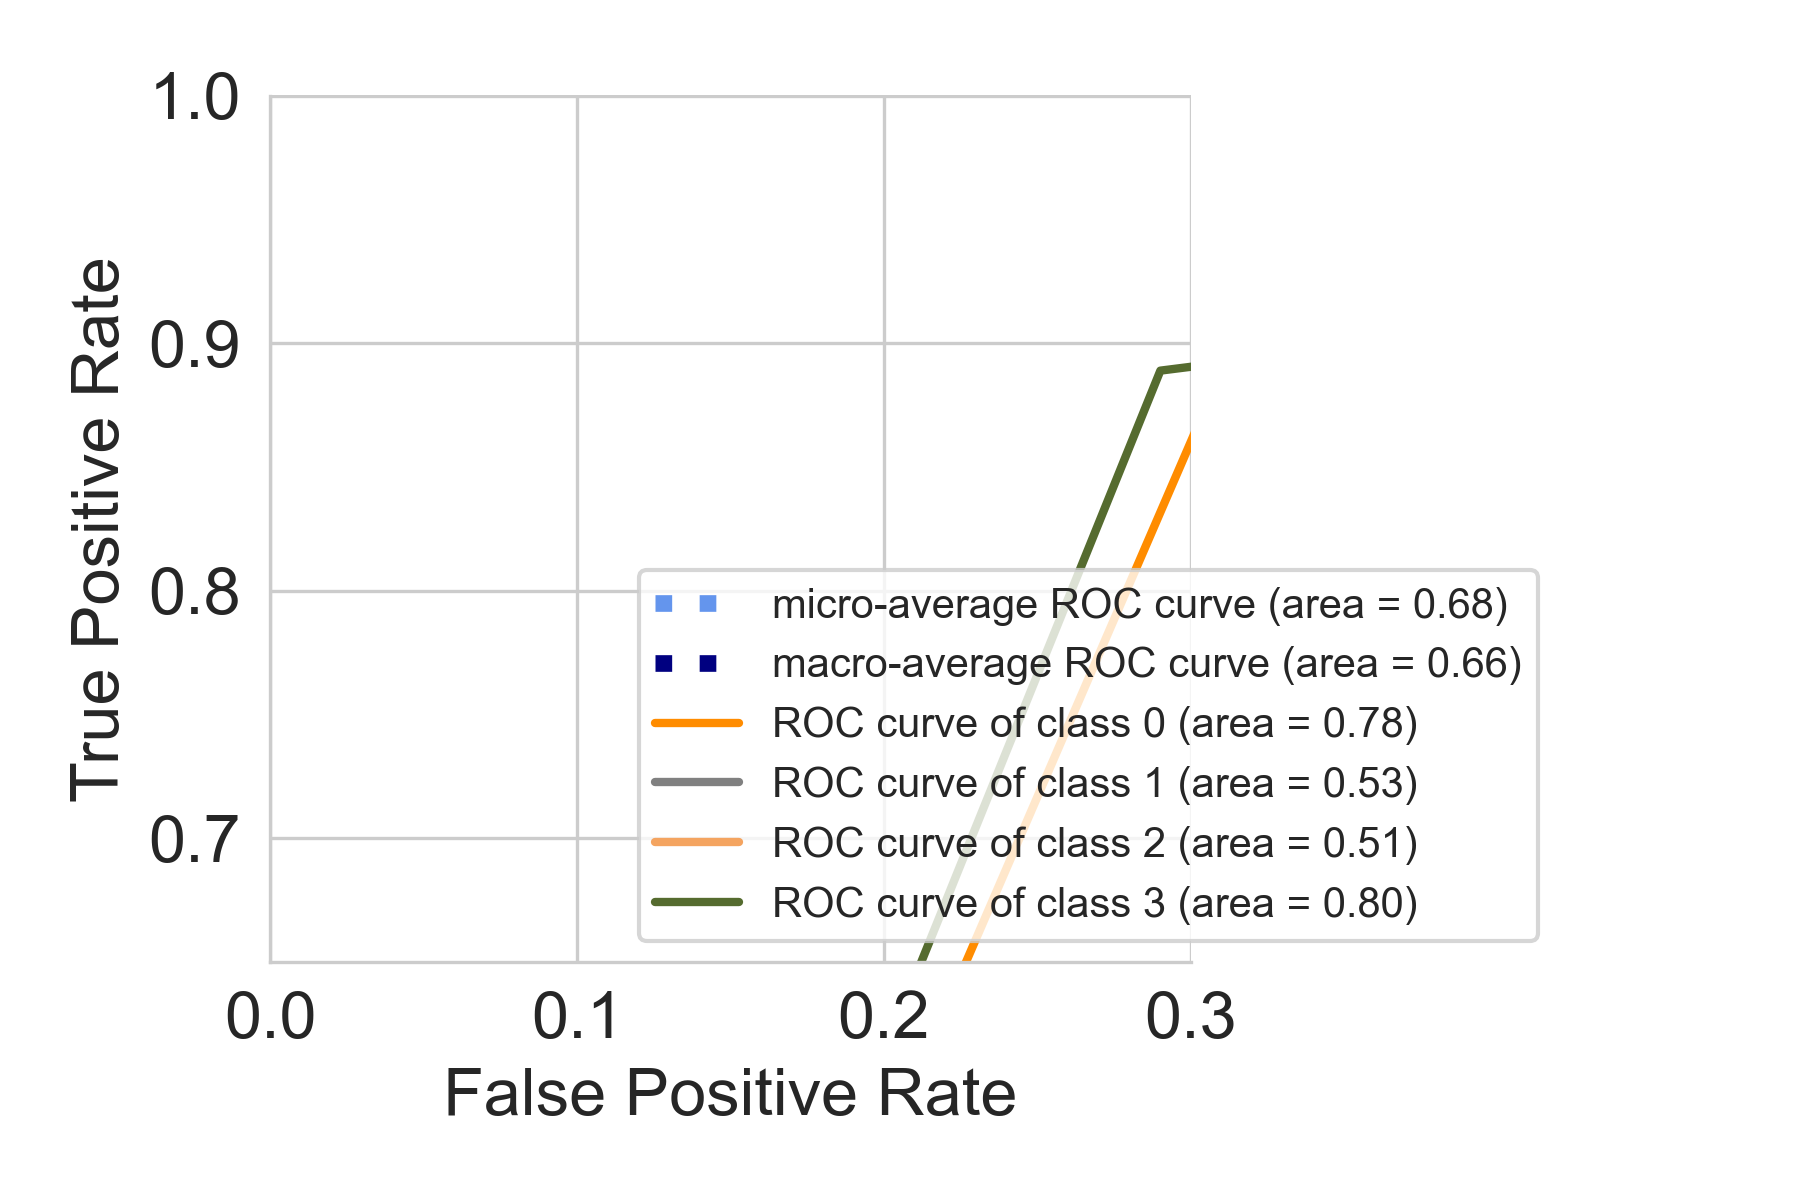 1.0
0.9
0.8
0.7
True Positive Rate
micro-average ROC curve (area = 0.68)
macro-average ROC curve (area = 0.66)
ROC curve of class 0 (area = 0.78)
ROC curve of class 1 (area = 0.53)
ROC curve of class 2 (area = 0.51)
ROC curve of class 3 (area = 0.80)
0.0 0.1 0.2 0.3
False Positive Rate